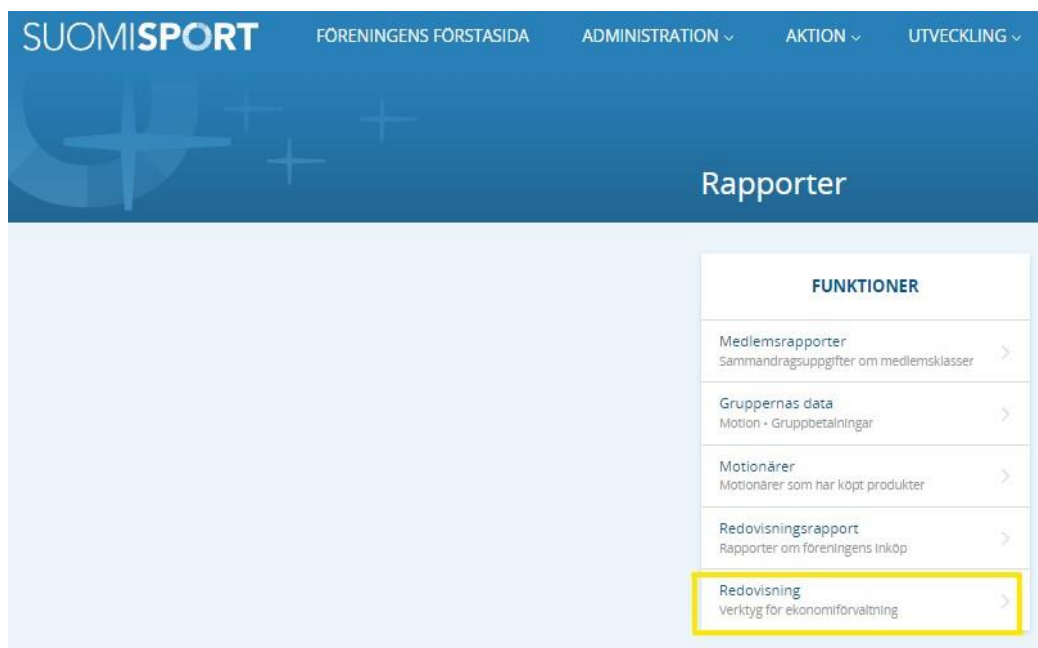 SUOMISPORT
FÖRENINGENS FÖRSTASIDA
ADMINISTRATION
AKTION
UTVECKLING
Rapporter
FUNKTIONER
Medlemsrapporter
Sammandragsuppgifter om medlemsklasser
Gruppernas data
Motion • Gruppbetalningar
Motionärer
Motionärer som har köpt produkter
Redovisningsrapport
Rapporter om föreningens inköp
Redovisning
Verktyg för ekonomiförvaltning